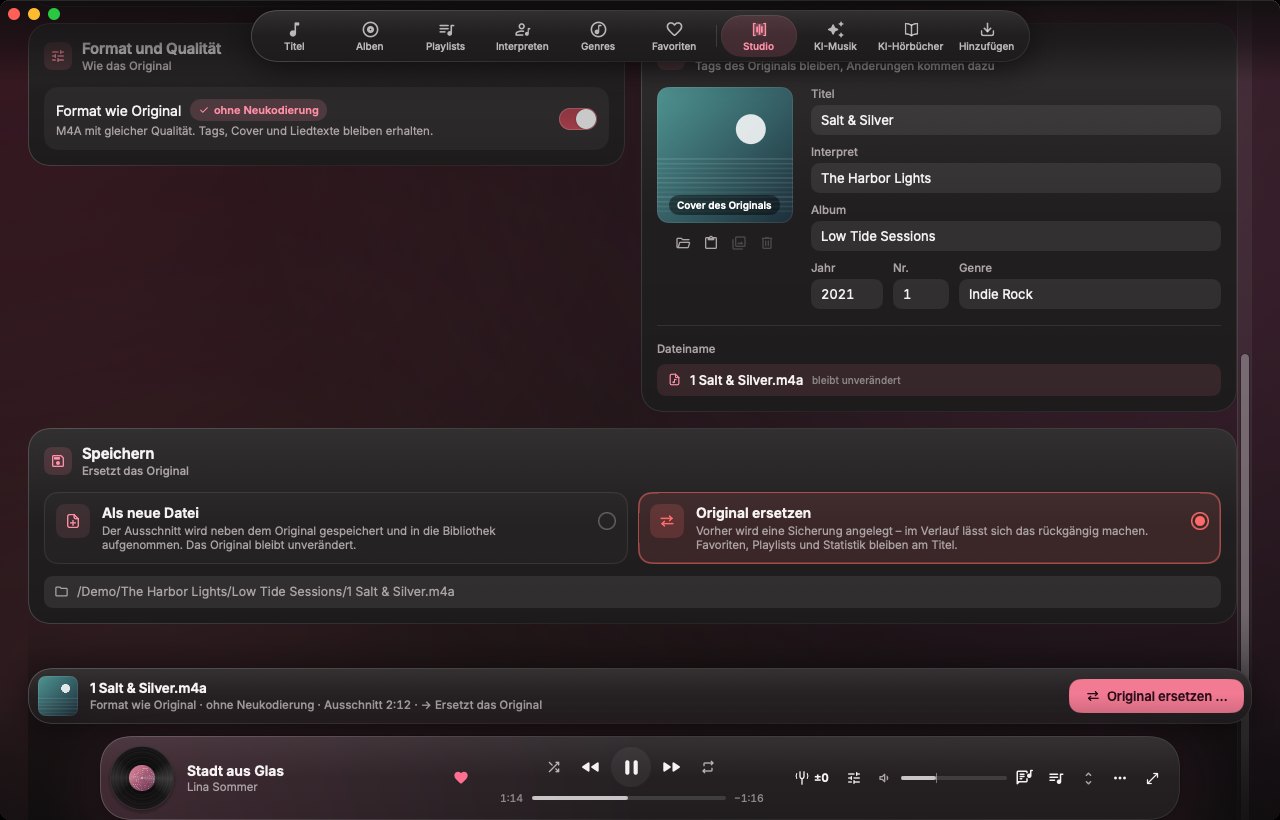 Titel
Alben
Playlists
Interpreten
Genres
Favoriten
Studio
KI-Musik
KI-Hörbücher
Hinzufügen
Format und Qualität
Wie das Original
Format wie Original
ohne Neukodierung
M4A mit gleicher Qualität. Tags, Cover und Liedtexte bleiben erhalten.
Tags des Originals bleiben, Änderungen kommen dazu
Cover des Originals
Titel
Salt & Silver
Interpret
The Harbor Lights
Album
Low Tide Sessions
Jahr
Nr.
Genre
2021
1
Indie Rock
Dateiname
1 Salt & Silver.m4a bleibt unverändert
Speichern
Ersetzt das Original
Als neue Datei
Der Ausschnitt wird neben dem Original gespeichert und in die Bibliothek
aufgenommen. Das Original bleibt unverändert.
Original ersetzen
Vorher wird eine Sicherung angelegt – im Verlauf lässt sich das rückgängig machen.
Favoriten, Playlists und Statistik bleiben am Titel.
/Demo/The Harbor Lights/Low Tide Sessions/1 Salt & Silver.m4a
1 Salt & Silver.m4a
Format wie Original · ohne Neukodierung · Ausschnitt 2:12 · → Ersetzt das Original
Original ersetzen ...
Stadt aus Glas
Lina Sommer
1:14
−1:16
±0